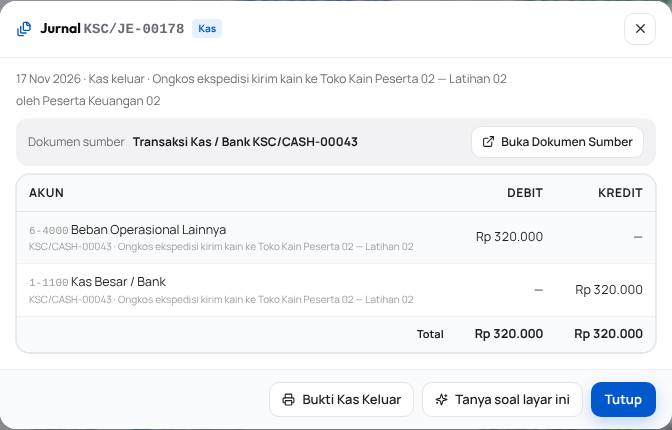 Jurnal KSC/JE-00178 Kas
17 Nov 2026 · Kas keluar · Ongkos ekspedisi kirim kain ke Toko Kain Peserta 02 — Latihan 02
oleh Peserta Keuangan 02
Dokumen sumber Transaksi Kas / Bank KSC/CASH-00043 Buka Dokumen Sumber
AKUN DEBIT KREDIT
6-4000 Beban Operasional Lainnya Rp 320.000 —
KSC/CASH-00043 · Ongkos ekspedisi kirim kain ke Toko Kain Peserta 02 — Latihan 02
1-1100 Kas Besar / Bank — Rp 320.000
KSC/CASH-00043 · Ongkos ekspedisi kirim kain ke Toko Kain Peserta 02 — Latihan 02
Total Rp 320.000 Rp 320.000
Bukti Kas Keluar Tanya soal layar ini Tutup